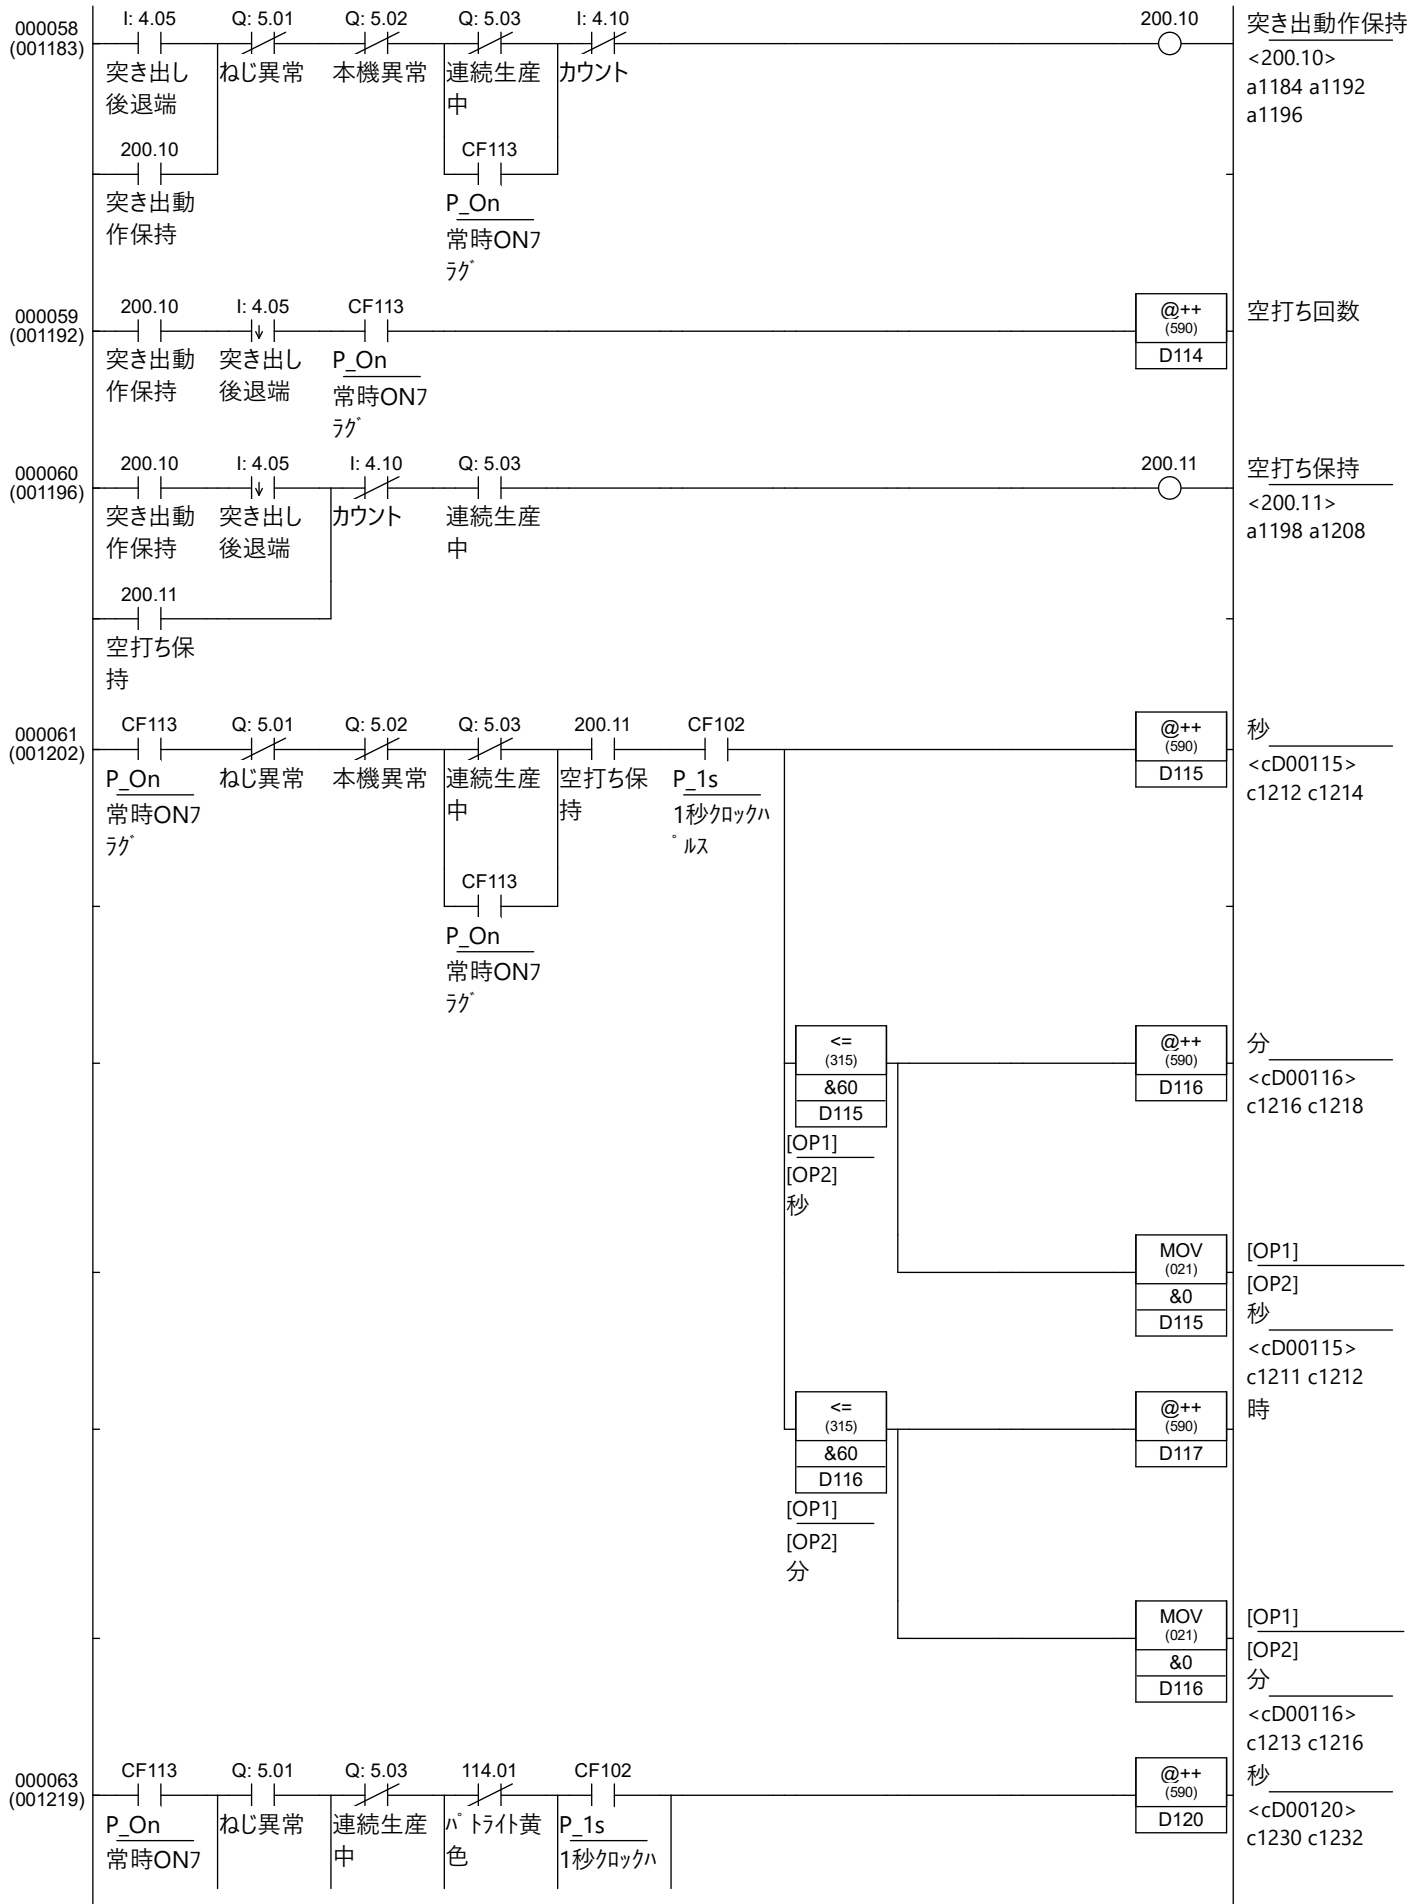 000058
(001183)
I: 4.05 Q: 5.01 Q: 5.02 Q: 5.03 I: 4.10 200.10
突き出動作保持
突き出し ねじ異常 本機異常 連続生産 カウント
後退端 中
<200.10>
a1184 a1192
a1196
200.10 CF113
突き出動 P_On
作保持 常時ONフ
ラグ
000059
(001192)
200.10 I: 4.05 CF113 @++ 空打ち回数
(590)
D114
突き出動 突き出し P_On
作保持 後退端 常時ONフ
ラグ
000060
(001196)
200.10 I: 4.05 I: 4.10 Q: 5.03 200.11 空打ち保持
<200.11>
a1198 a1208
突き出動 突き出し カウント 連続生産
作保持 後退端 中
200.11
空打ち保
持
000061
(001202)
CF113 Q: 5.01 Q: 5.02 Q: 5.03 200.11 CF102 @++ 秒
(590)
D115
<cD00115>
c1212 c1214
P_On ねじ異常 本機異常 連続生産 空打ち保 P_1s
常時ONフ 中 持 1秒クロックハ
ラグ ゜ルス
CF113
P_On
常時ONフ
ラグ
<= @++ 分
(315) (590)
&60 D116
D115
<cD00116>
c1216 c1218
[OP1]
[OP2]
秒
MOV [OP1]
(021) [OP2]
&0 秒
D115
<cD00115>
c1211 c1212
<= @++ 時
(315) (590)
&60 D117
D116
[OP1]
[OP2]
分
MOV [OP1]
(021) [OP2]
&0 分
D116
<cD00116>
c1213 c1216
000063
(001219)
CF113 Q: 5.01 Q: 5.03 114.01 CF102 @++ 秒
(590)
D120
<cD00120>
c1230 c1232
P_On ねじ異常 連続生産 パトライト黄 P_1s
常時ONフ 中 色 1秒クロックハ